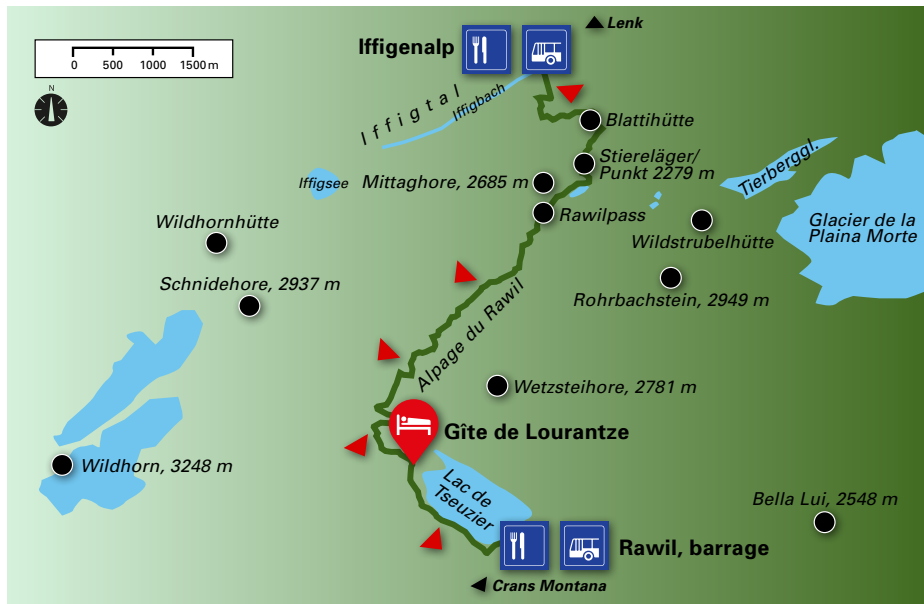 Lenk
Iffigenalp
0 500 1000 1500 m
N
Iffigtal
Iffigbach
Blattihütte
Stiereläger/
Punkt 2279 m
Tierberggl.
Iffigsee
Mittaghore, 2685 m
Rawilpass
Glacier de la
Plaina Morte
Wildhornhütte
Wildstrubelhütte
Schnidehore, 2937 m
Rohrbachstein, 2949 m
Alpage du Rawil
Wetzsteihore, 2781 m
Gîte de Lourantze
Wildhorn, 3248 m
Lac de
Tseuzier
Bella Lui, 2548 m
Rawil, barrage
Crans Montana